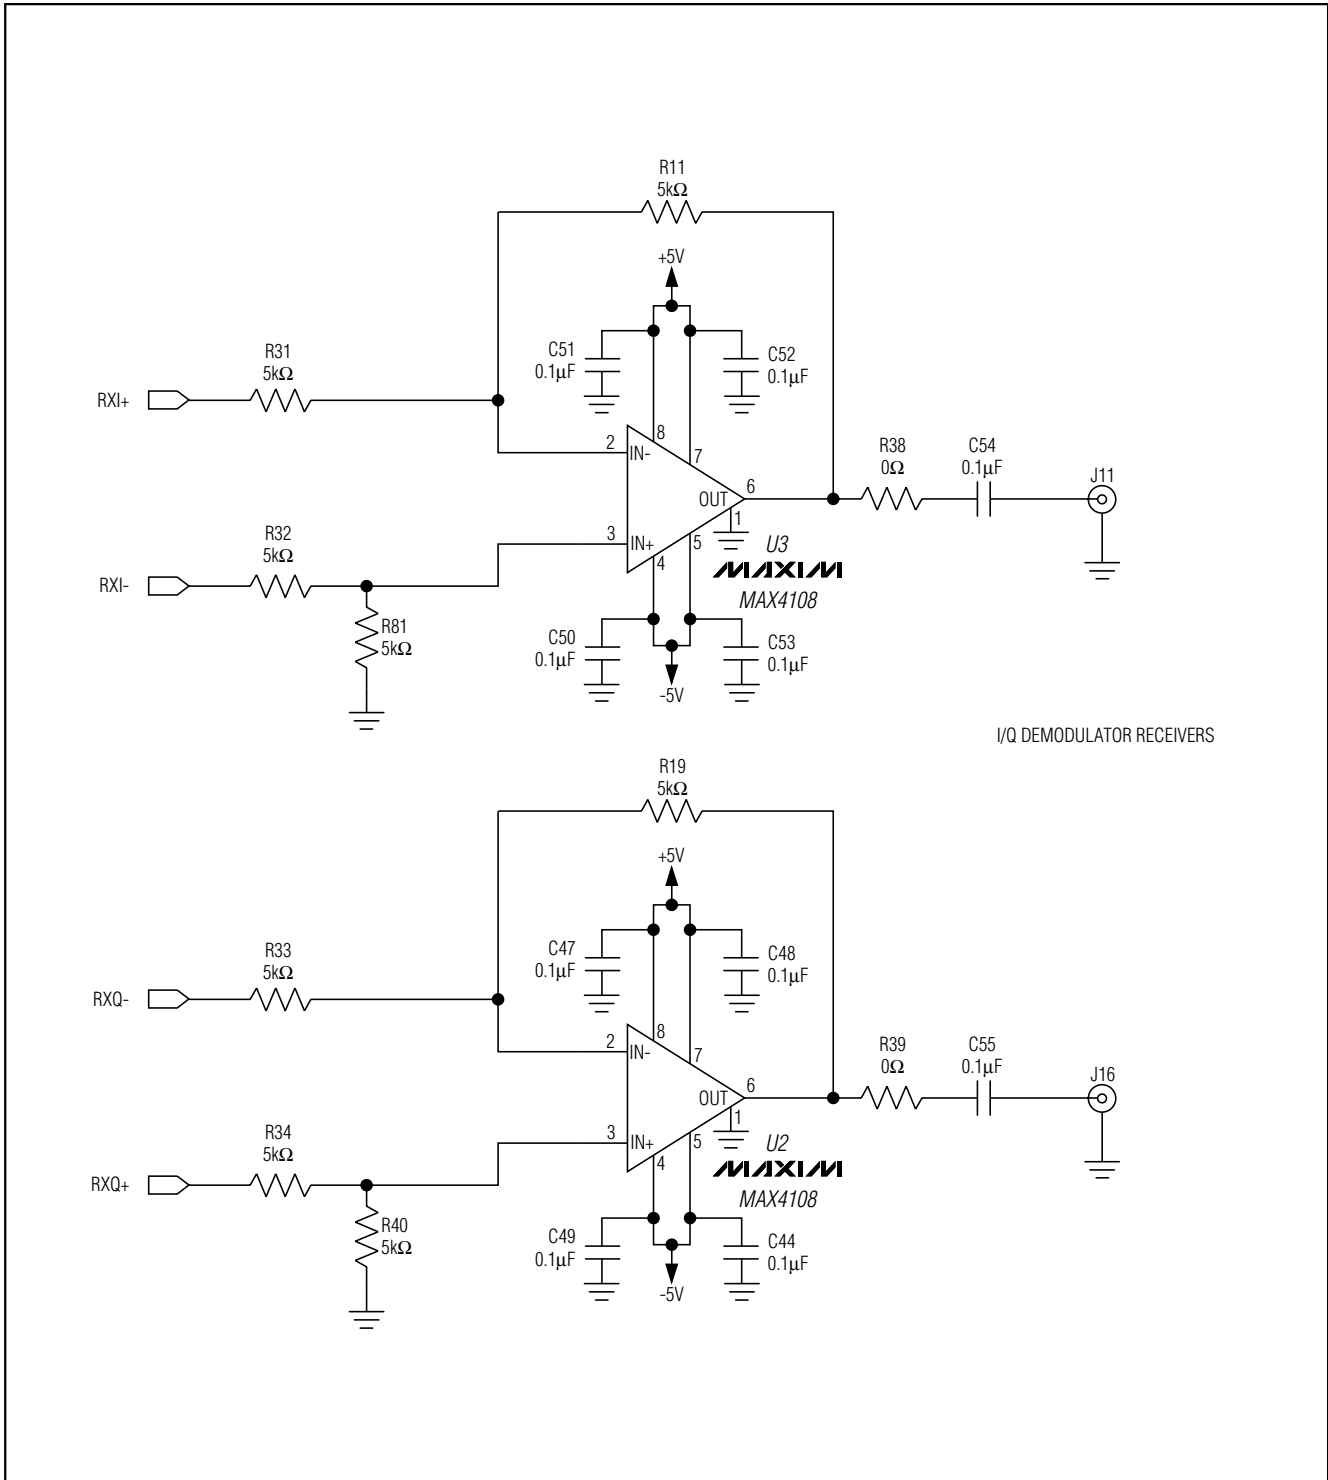 R11
5kΩ
+5V
C51
0.1μF
C52
0.1μF
R31
5kΩ
RXI+
8
7
2
IN-
R38
0Ω
C54
0.1μF
J11
OUT
6
1
3
IN+
4
5
U3
MAXIM
MAX4108
R32
5kΩ
RXI-
R81
5kΩ
C50
0.1μF
C53
0.1μF
-5V
I/Q DEMODULATOR RECEIVERS
R19
5kΩ
+5V
C47
0.1μF
C48
0.1μF
R33
5kΩ
RXQ-
8
7
2
IN-
R39
0Ω
C55
0.1μF
J16
OUT
6
1
3
IN+
4
5
U2
MAXIM
MAX4108
R34
5kΩ
RXQ+
R40
5kΩ
C49
0.1μF
C44
0.1μF
-5V